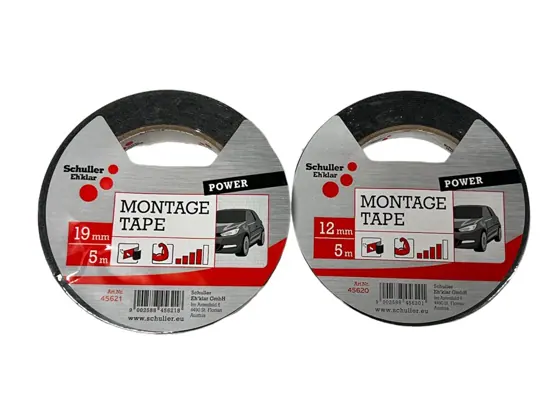 Schuller
Eh'klar
POWER
MONTAGE
TAPE
19 mm
5 m
Art.Nr.
45621
Schuller
Eh'klar GmbH
4490 St. Florian
Austria
www.schuller.eu
Schuller
Eh'klar
POWER
MONTAGE
TAPE
12 mm
5 m
Art.Nr.
45620
Schuller
Eh'klar GmbH
4490 St. Florian
Austria
www.schuller.eu